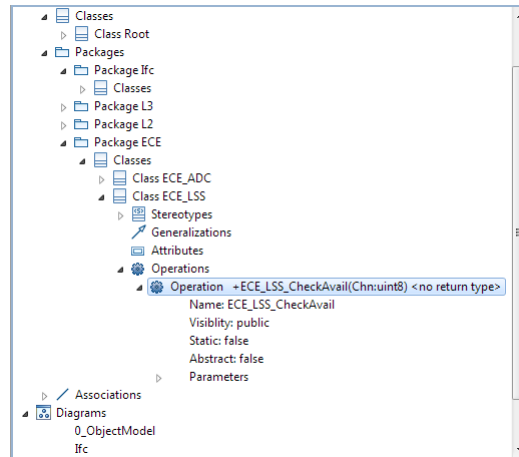 Classes
Class Root
Packages
Package Ifc
Classes
Package L3
Package L2
Package ECE
Classes
Class ECE_ADC
Class ECE_LSS
Stereotypes
Generalizations
Attributes
Operations
Operation +ECE_LSS_CheckAvail(Chn:uint8) <no return type>
Name: ECE_LSS_CheckAvail
Visiblity: public
Static: false
Abstract: false
Parameters
Associations
Diagrams
0_ObjectModel
Ifc